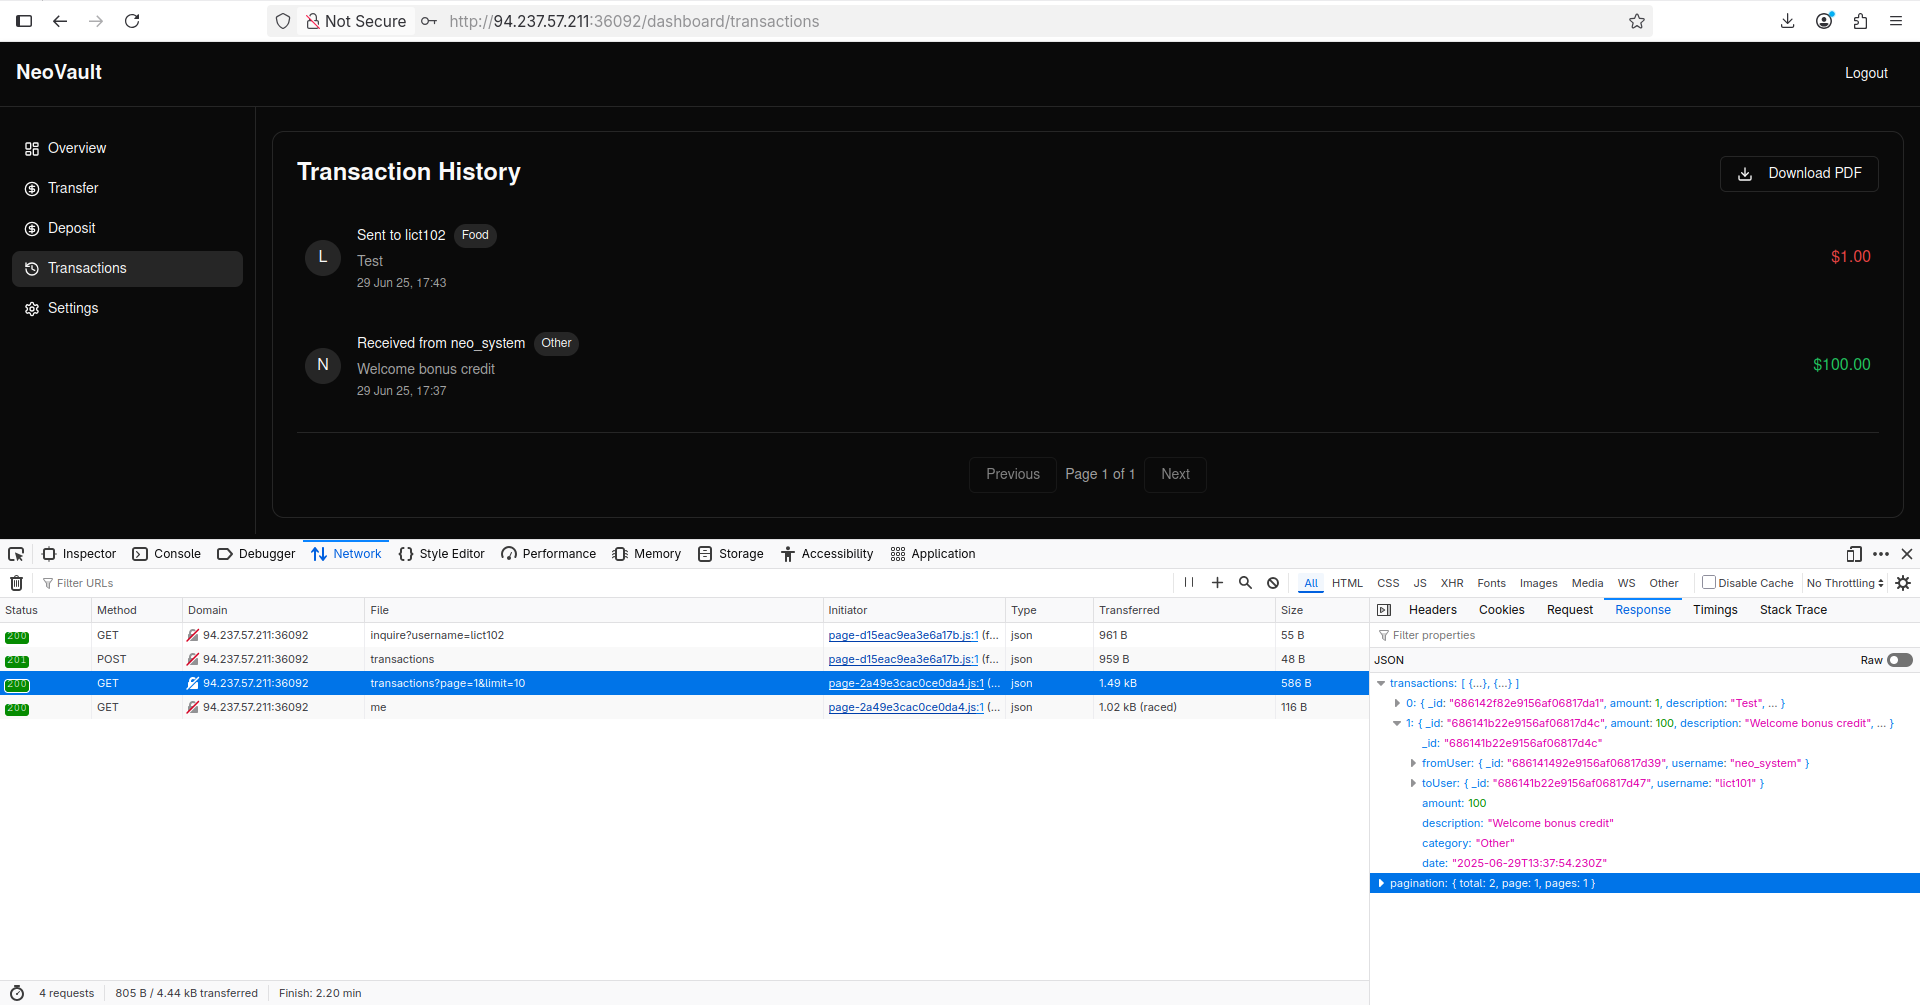 Not Secure http://94.237.57.211:36092/dashboard/transactions
NeoVault
Logout
Overview
Transfer
Deposit
Transactions
Settings
Transaction History
Download PDF
L
Sent to lict102 Food
Test
29 Jun 25, 17:43
$1.00
N
Received from neo_system Other
Welcome bonus credit
29 Jun 25, 17:37
$100.00
Previous Page 1 of 1 Next
Inspector Console Debugger Network Style Editor Performance Memory Storage Accessibility Application
Filter URLs
All HTML CSS JS XHR Fonts Images Media WS Other Disable Cache No Throttling
Status Method Domain File Initiator Type Transferred Size
200 GET 94.237.57.211:36092 inquire?username=lict102 page-d15eac9ea3e6a17b.js:1 (f... json 961 B 55 B
201 POST 94.237.57.211:36092 transactions page-d15eac9ea3e6a17b.js:1 (f... json 959 B 48 B
200 GET 94.237.57.211:36092 transactions?page=1&limit=10 page-2a49e3cac0ce0da4.js:1 (... json 1.49 kB 586 B
200 GET 94.237.57.211:36092 me page-2a49e3cac0ce0da4.js:1 (... json 1.02 kB (raced) 116 B
Headers Cookies Request Response Timings Stack Trace
Filter properties
JSON Raw
transactions: [ {...}, {...} ]
0: { _id: "686142f82e9156af06817da1", amount: 1, description: "Test", ... }
1: { _id: "686141b22e9156af06817d4c", amount: 100, description: "Welcome bonus credit", ... }
_id: "686141b22e9156af06817d4c"
fromUser: { _id: "686141492e9156af06817d39", username: "neo_system" }
toUser: { _id: "686141b22e9156af06817d47", username: "lict101" }
amount: 100
description: "Welcome bonus credit"
category: "Other"
date: "2025-06-29T13:37:54.230Z"
pagination: { total: 2, page: 1, pages: 1 }
4 requests 805 B / 4.44 kB transferred Finish: 2.20 min